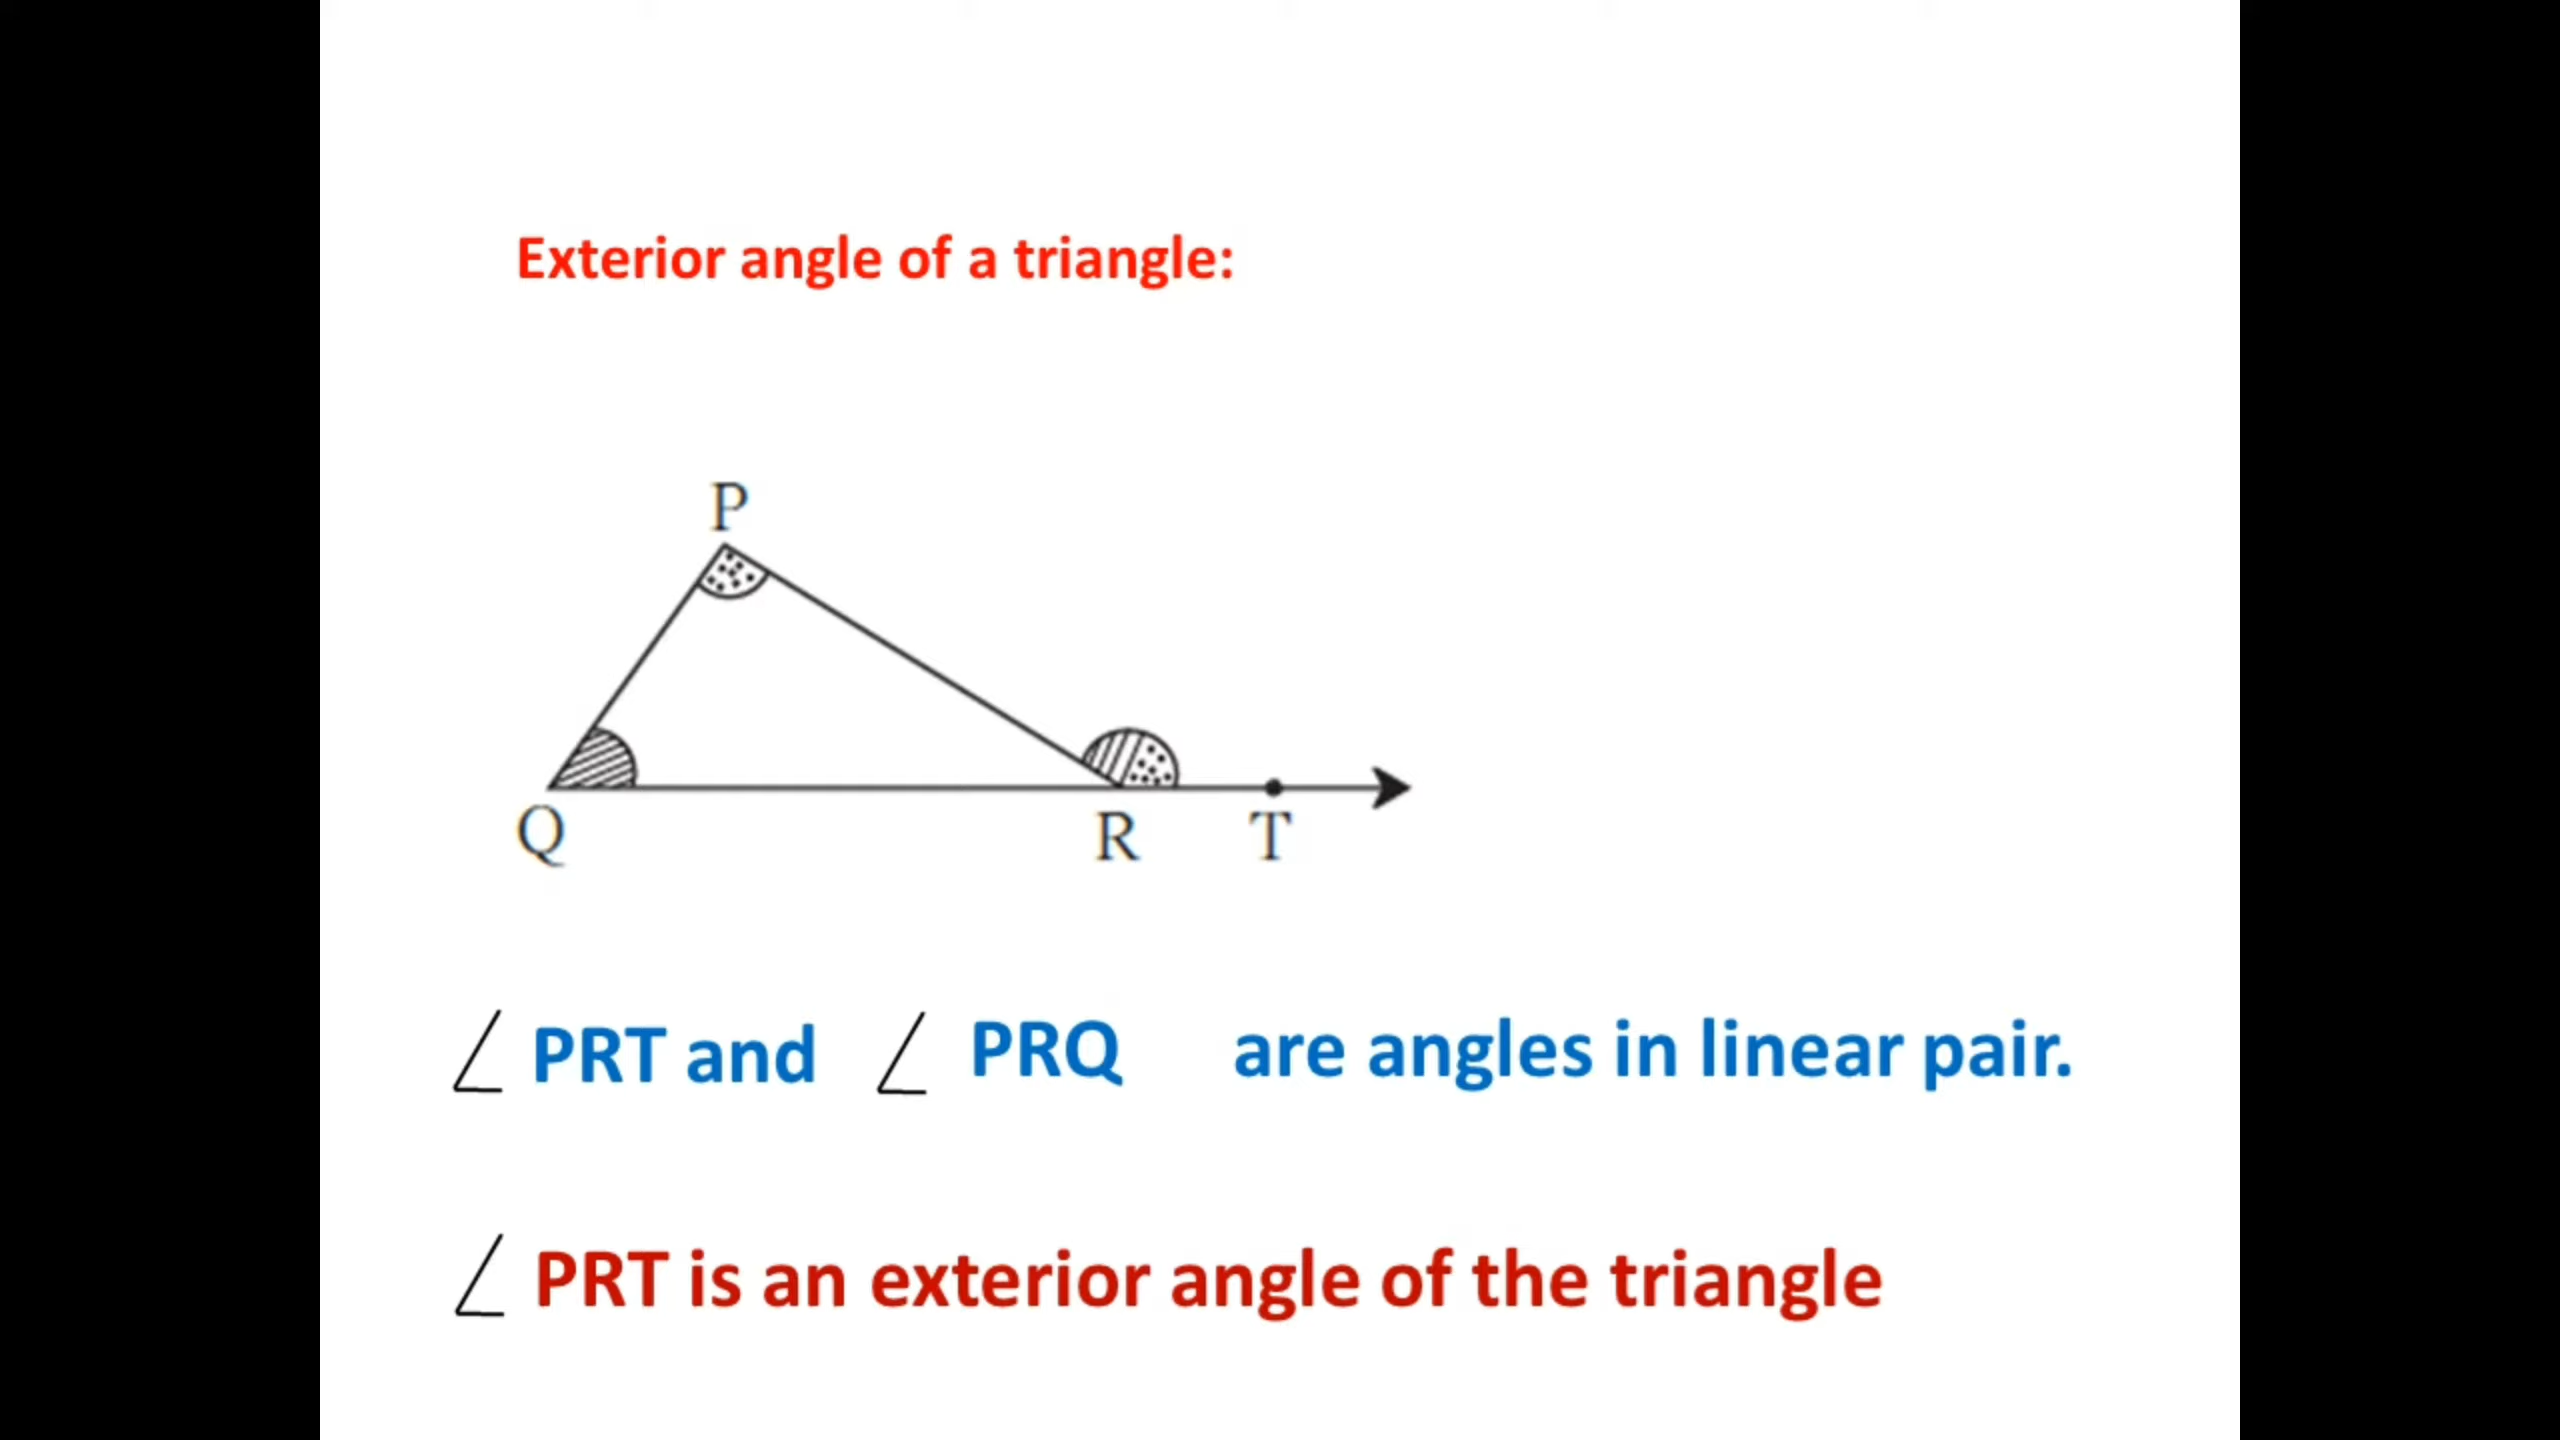 Exterior angle of a triangle:
P
Q R T
∠ PRT and ∠ PRQ are angles in linear pair.
∠ PRT is an exterior angle of the triangle